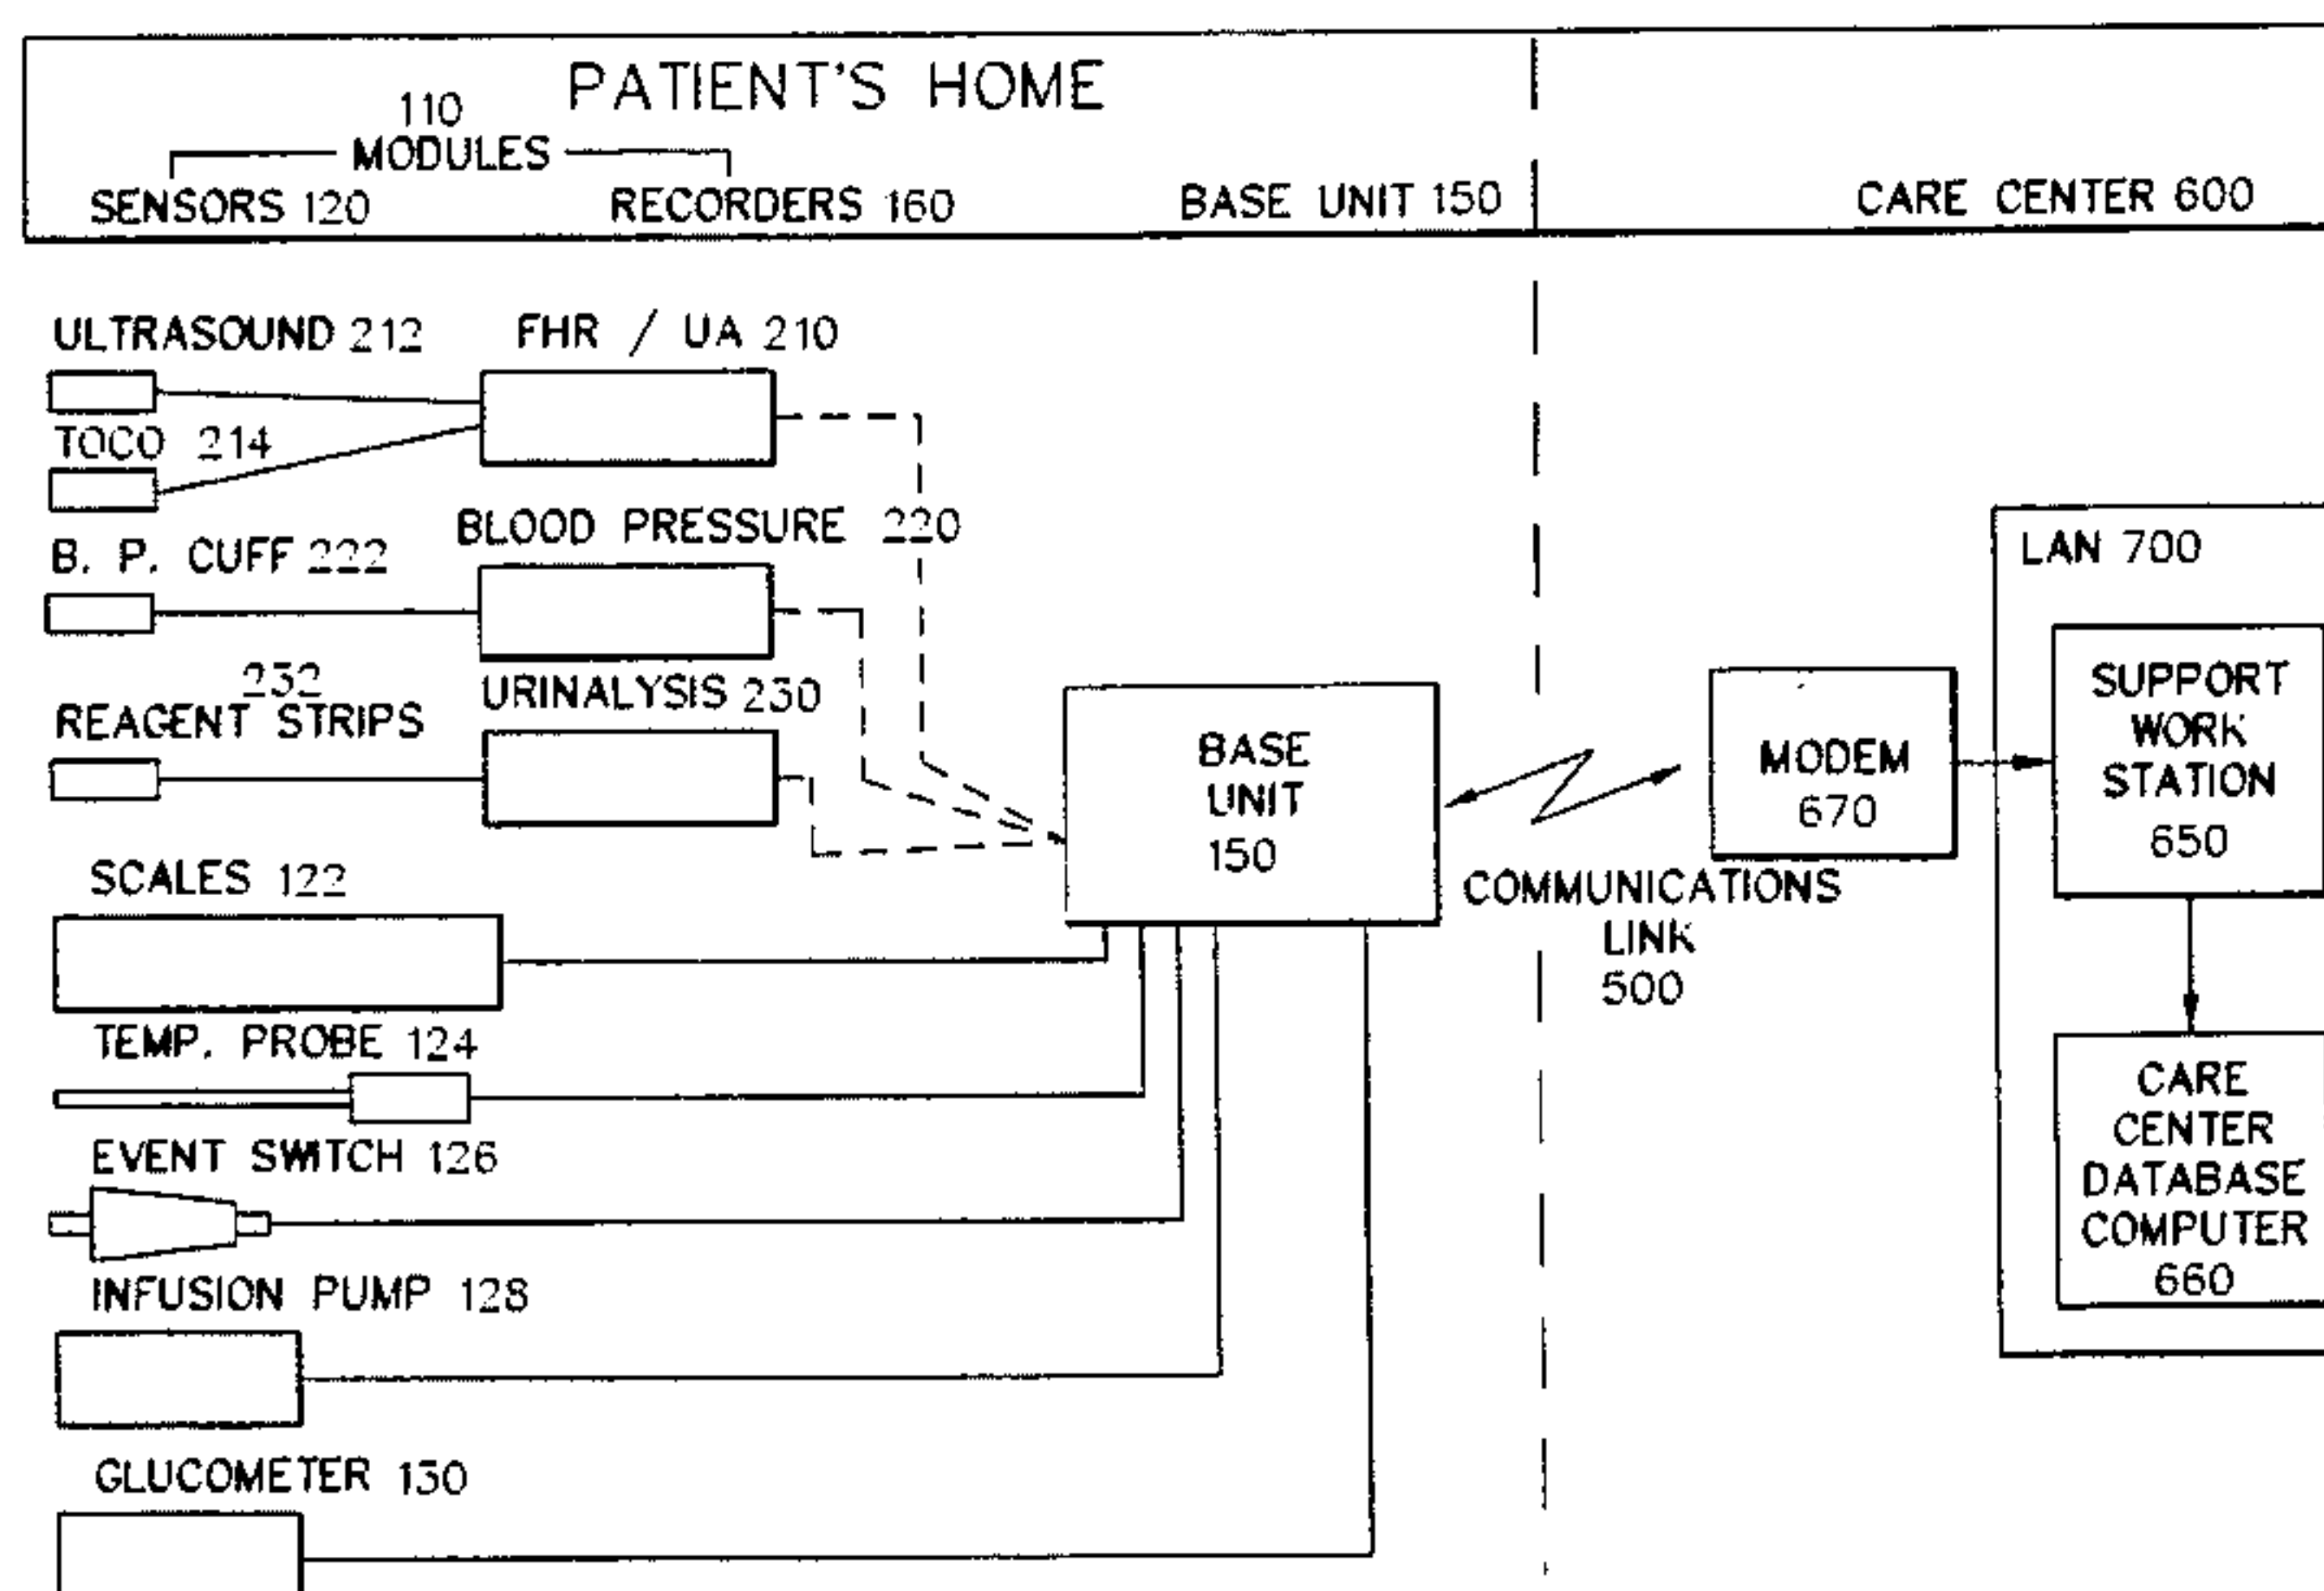 PATIENT'S HOME
110
MODULES
SENSORS 120
RECORDERS 160
BASE UNIT 150
CARE CENTER 600
ULTRASOUND 212
FHR / UA 210
TOCO 214
BLOOD PRESSURE 220
B. P. CUFF 222
LAN 700
232
REAGENT STRIPS
URINALYSIS 230
BASE
UNIT
150
MODEM
670
SUPPORT
WORK
STATION
650
COMMUNICATIONS
LINK
500
SCALES 122
TEMP. PROBE 124
EVENT SWITCH 126
INFUSION PUMP 128
GLUCOMETER 130
CARE
CENTER
DATABASE
COMPUTER
660